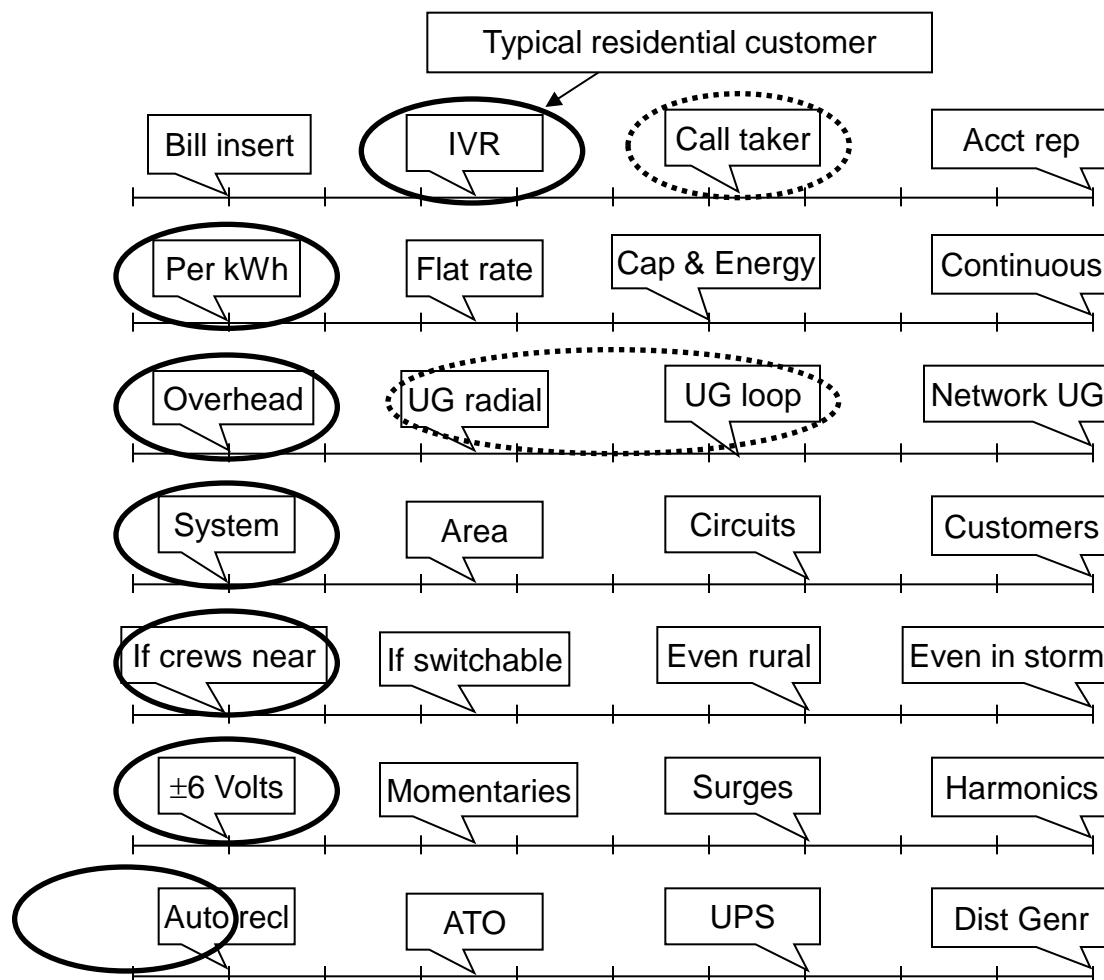 Typical residential customer
Bill insert IVR Call taker Acct rep
Per kWh Flat rate Cap & Energy Continuous
Overhead UG radial UG loop Network UG
System Area Circuits Customers
If crews near If switchable Even rural Even in storm
±6 Volts Momentaries Surges Harmonics
Auto recl ATO UPS Dist Genr